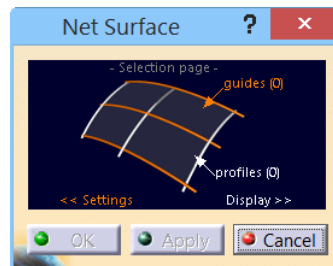 Net Surface ? x
- Selection page -
guides (0)
profiles (0)
<< Settings Display >>
OK Apply Cancel